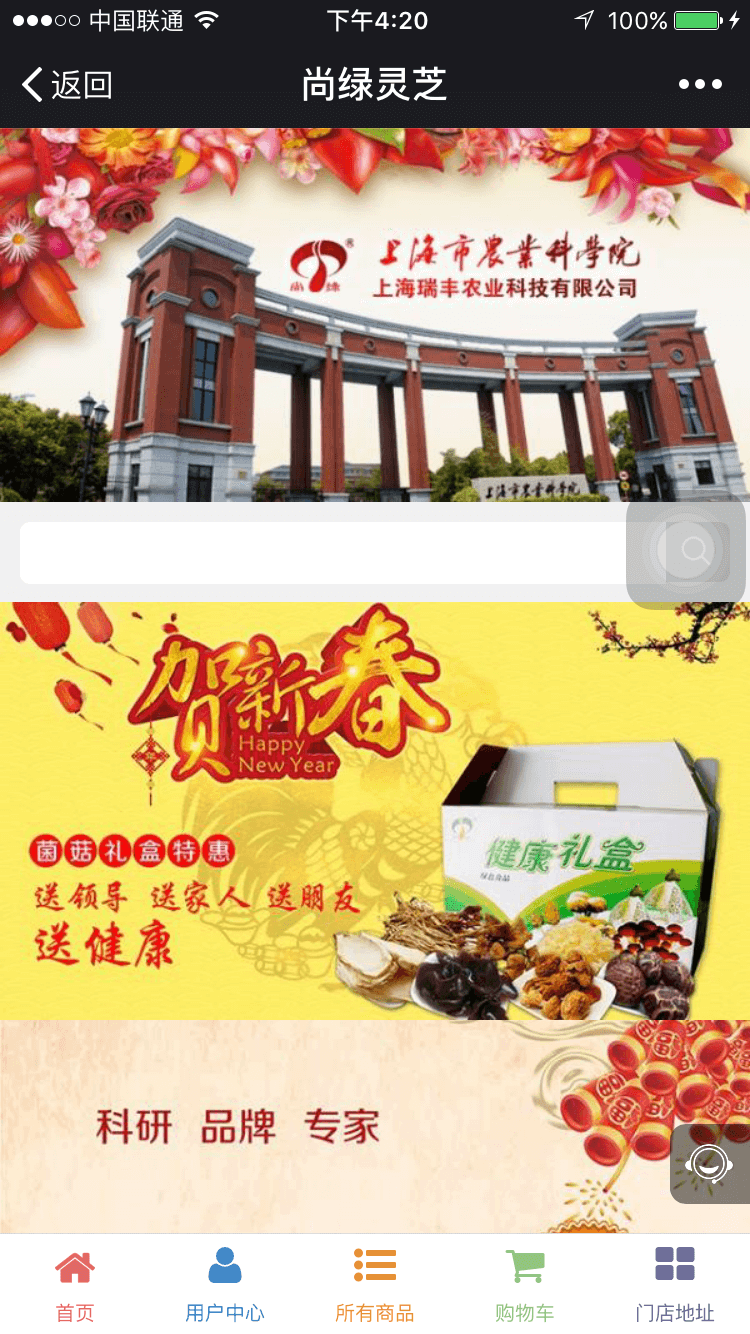 中国联通
下午4:20
100%
返回
尚绿灵芝
尚 绿
®
上海市农业科学院
上海瑞丰农业科技有限公司
上海市农业科学院
贺新春
Happy
New Year
菌菇礼盒特惠
送领导 送家人 送朋友
送健康
健康礼盒
科研 品牌 专家
首页
用户中心
所有商品
购物车
门店地址